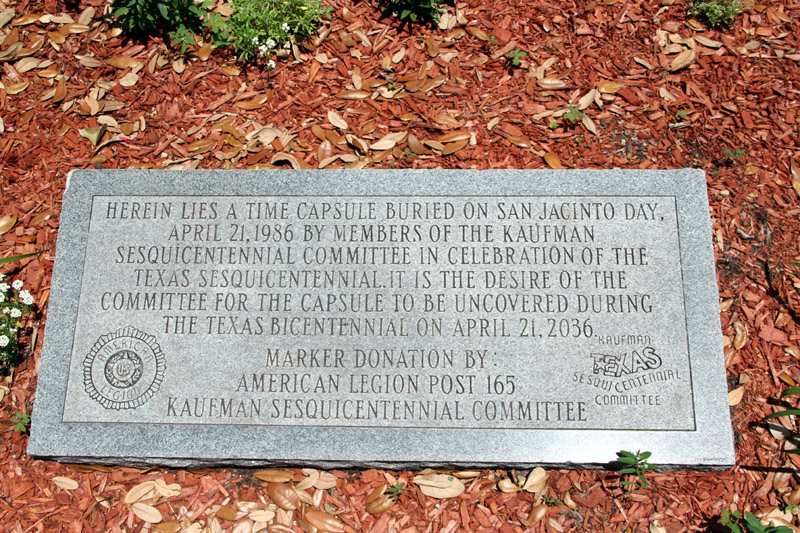 HEREIN LIES A TIME CAPSULE BURIED ON SAN JACINTO DAY,
APRIL 21, 1986 BY MEMBERS OF THE KAUFMAN
SESQUICENTENNIAL COMMITTEE IN CELEBRATION OF THE
TEXAS SESQUICENTENNIAL. IT IS THE DESIRE OF THE
COMMITTEE FOR THE CAPSULE TO BE UNCOVERED DURING
THE TEXAS BICENTENNIAL ON APRIL 21, 2036.
MARKER DONATION BY:
AMERICAN LEGION POST 165
KAUFMAN SESQUICENTENNIAL COMMITTEE
AMERICAN
LEGION
US
KAUFMAN
TEXAS
SESQUICENTENNIAL
COMMITTEE